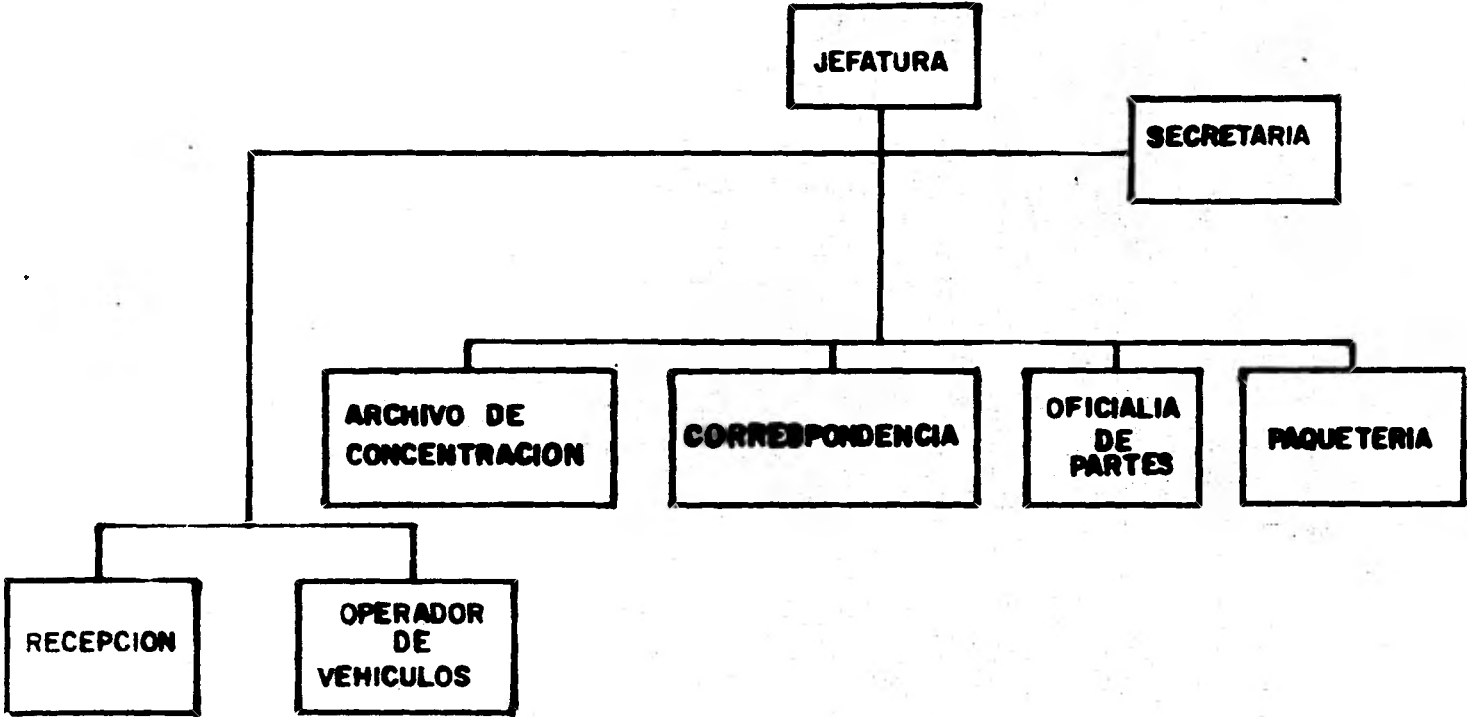 JEFATURA
SECRETARIA
ARCHIVO DE
CONCENTRACION
CORRESPONDENCIA
OFICIALIA
DE
PARTES
PAQUETERIA
RECEPCION
OPERADOR
DE
VEHICULOS